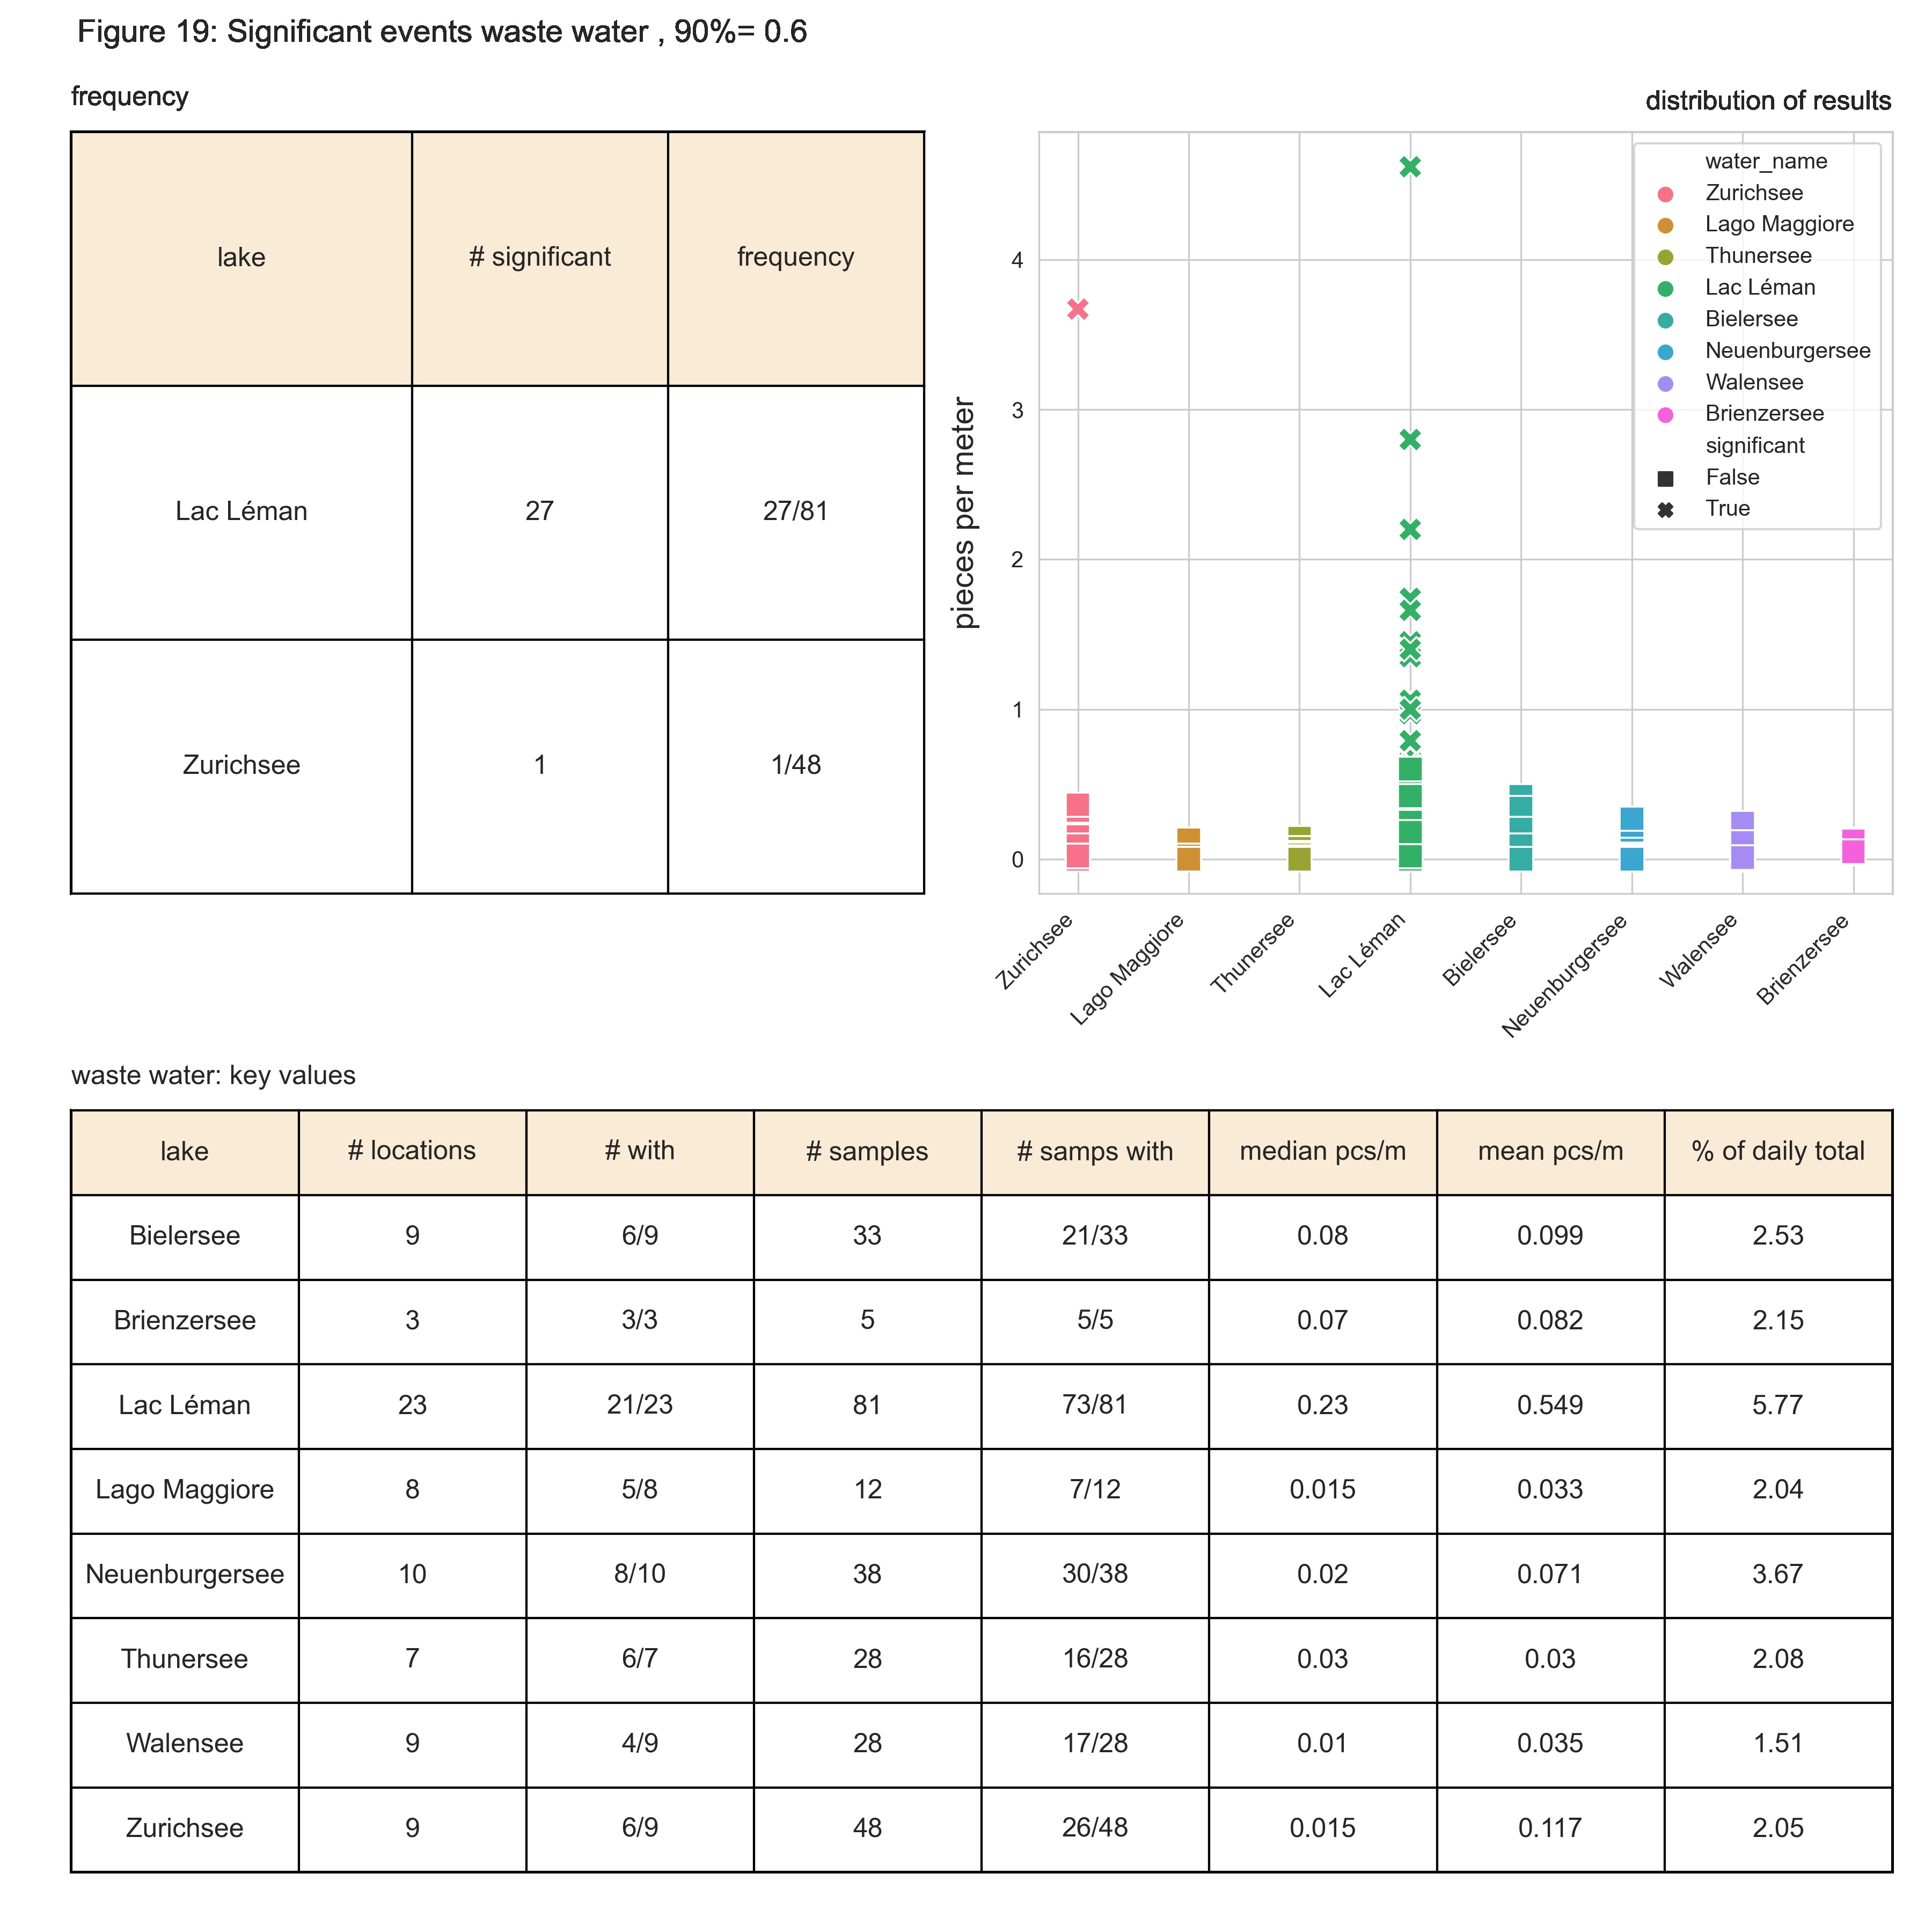 Figure 19: Significant events waste water , 90%= 0.6
frequency
lake # significant frequency
Lac Léman 27 27/81
Zurichsee 1 1/48
distribution of results
pieces per meter
4
3
2
1
0
water_name
Zurichsee
Lago Maggiore
Thunersee
Lac Léman
Bielersee
Neuenburgersee
Walensee
Brienzersee
significant
False
True
Zurichsee
Lago Maggiore
Thunersee
Lac Léman
Bielersee
Neuenburgersee
Walensee
Brienzersee
waste water: key values
lake # locations # with # samples # samps with median pcs/m mean pcs/m % of daily total
Bielersee 9 6/9 33 21/33 0.08 0.099 2.53
Brienzersee 3 3/3 5 5/5 0.07 0.082 2.15
Lac Léman 23 21/23 81 73/81 0.23 0.549 5.77
Lago Maggiore 8 5/8 12 7/12 0.015 0.033 2.04
Neuenburgersee 10 8/10 38 30/38 0.02 0.071 3.67
Thunersee 7 6/7 28 16/28 0.03 0.03 2.08
Walensee 9 4/9 28 17/28 0.01 0.035 1.51
Zurichsee 9 6/9 48 26/48 0.015 0.117 2.05